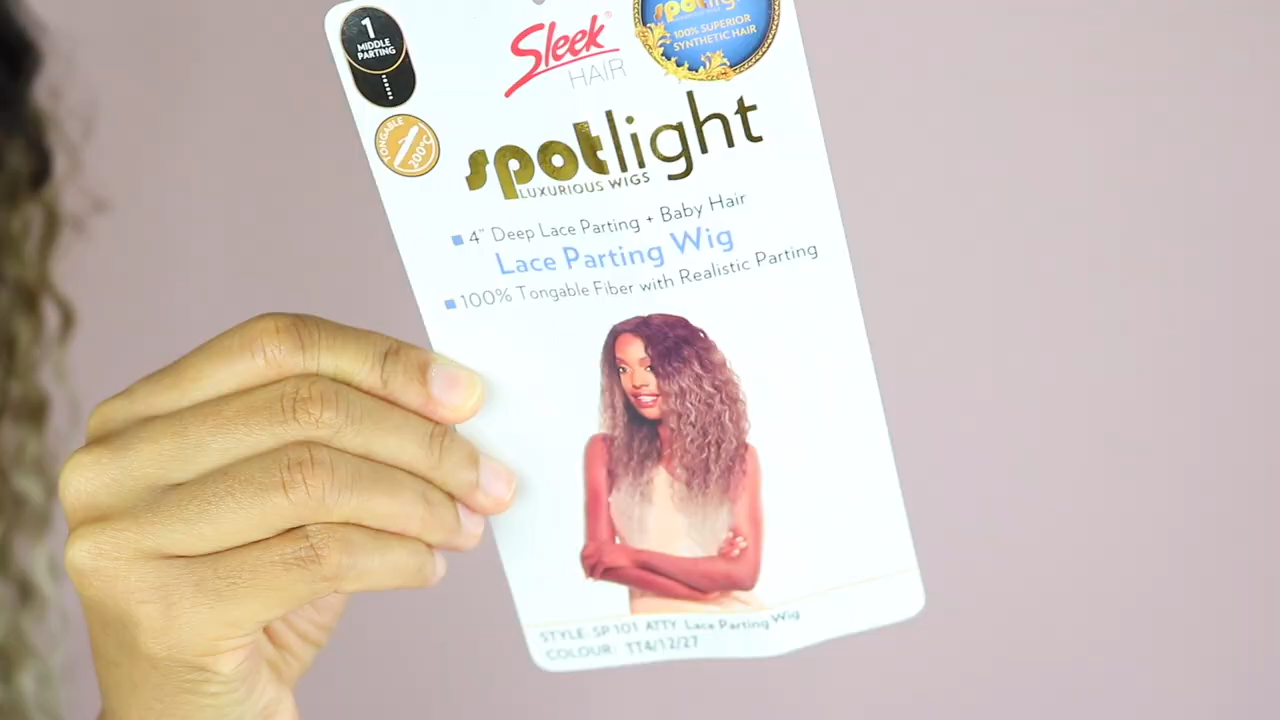 1
MIDDLE
PARTING
Sleek
HAIR
spotlight
100% SUPERIOR
SYNTHETIC HAIR
TONGABLE
200°C
spotlight
LUXURIOUS WIGS
4" Deep Lace Parting + Baby Hair
Lace Parting Wig
100% Tongable Fiber with Realistic Parting
STYLE: SP 101 ATTY Lace Parting Wig
COLOUR: TT4/12/27